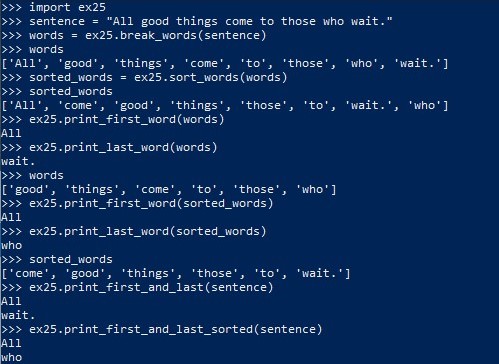 >>> import ex25
>>> sentence = "All good things come to those who wait."
>>> words = ex25.break_words(sentence)
>>> words
['All', 'good', 'things', 'come', 'to', 'those', 'who', 'wait.']
>>> sorted_words = ex25.sort_words(words)
>>> sorted_words
['All', 'come', 'good', 'things', 'those', 'to', 'wait.', 'who']
>>> ex25.print_first_word(words)
All
>>> ex25.print_last_word(words)
wait.
>>> words
['good', 'things', 'come', 'to', 'those', 'who']
>>> ex25.print_first_word(sorted_words)
All
>>> ex25.print_last_word(sorted_words)
who
>>> sorted_words
['come', 'good', 'things', 'those', 'to', 'wait.']
>>> ex25.print_first_and_last(sentence)
All
wait.
>>> ex25.print_first_and_last_sorted(sentence)
All
who